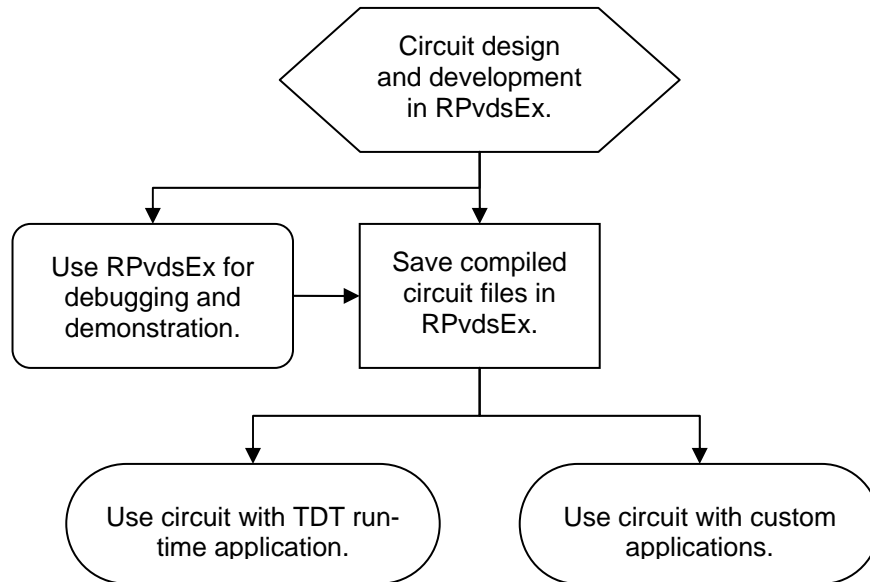 Circuit design
and development
in RPvdsEx.
Use RPvdsEx for
debugging and
demonstration.
Save compiled
circuit files in
RPvdsEx.
Use circuit with TDT run-
time application.
Use circuit with custom
applications.